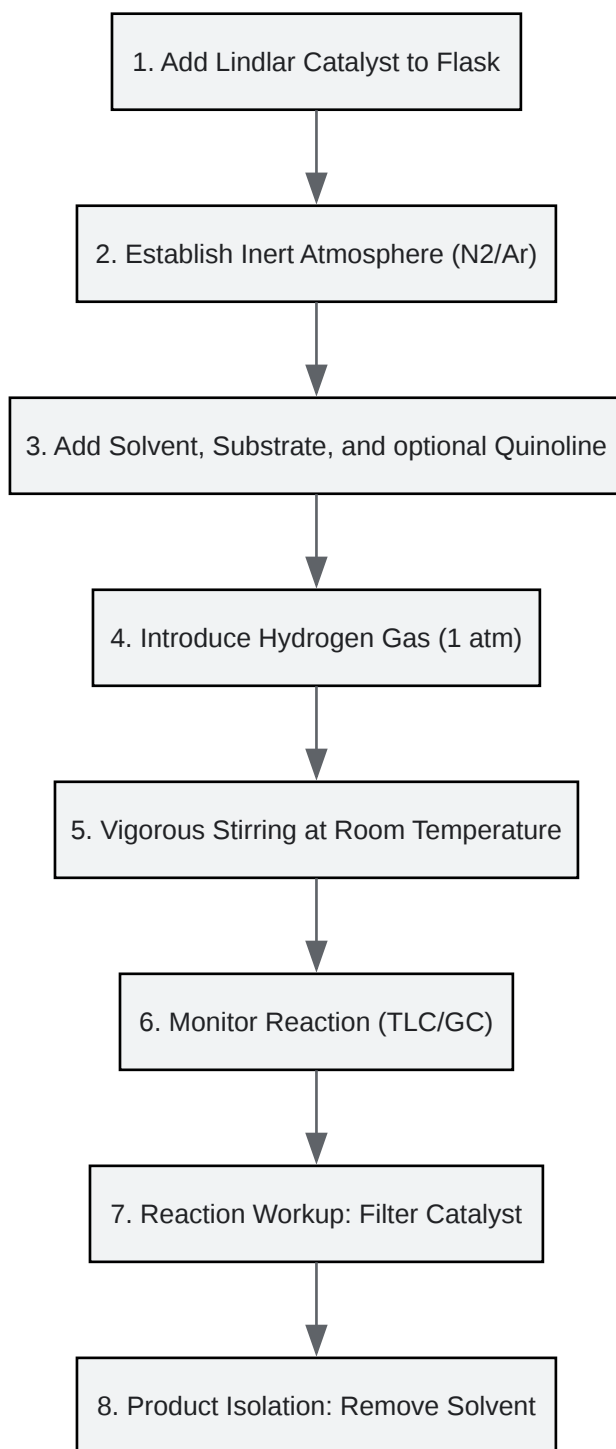 1. Add Lindlar Catalyst to Flask
2. Establish Inert Atmosphere (N2/Ar)
3. Add Solvent, Substrate, and optional Quinoline
4. Introduce Hydrogen Gas (1 atm)
5. Vigorous Stirring at Room Temperature
6. Monitor Reaction (TLC/GC)
7. Reaction Workup: Filter Catalyst
8. Product Isolation: Remove Solvent